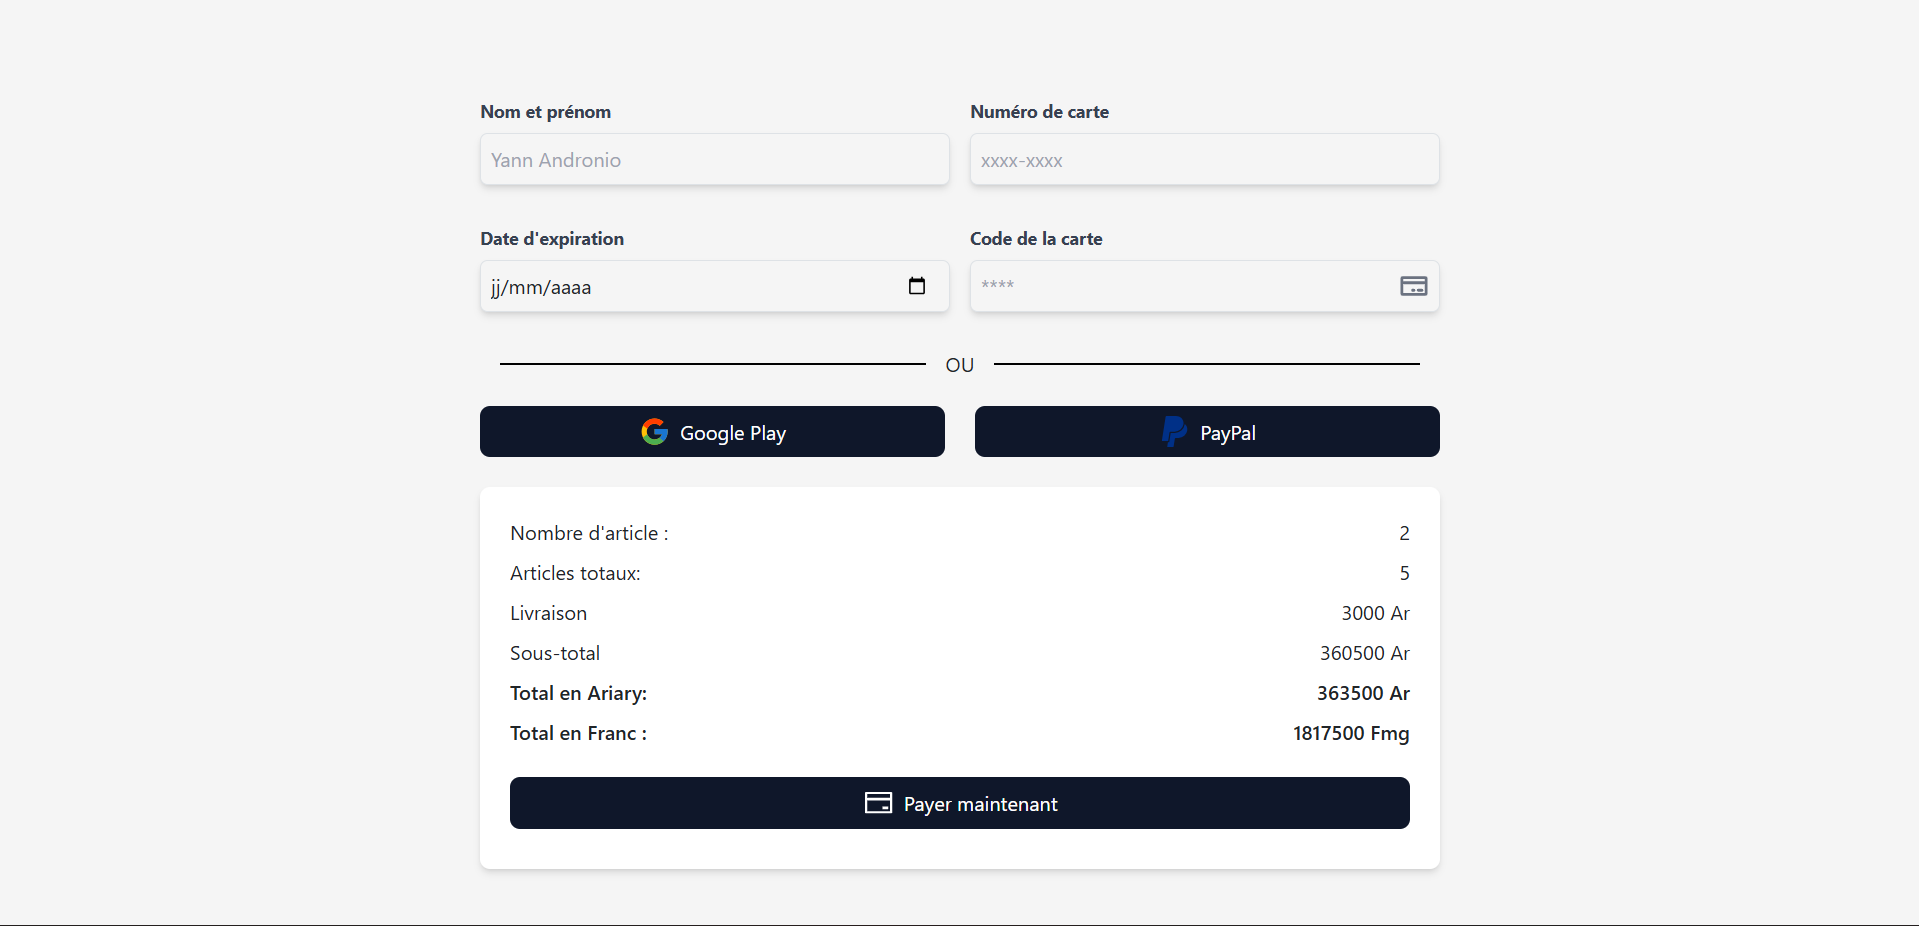 Nom et prénom
Numéro de carte
Yann Andronio
xxxx-xxxx
Date d'expiration
Code de la carte
jj/mm/aaaa
****
OU
Google Play
PayPal
Nombre d'article : 2
Articles totaux: 5
Livraison 3000 Ar
Sous-total 360500 Ar
Total en Ariary: 363500 Ar
Total en Franc : 1817500 Fmg
Payer maintenant